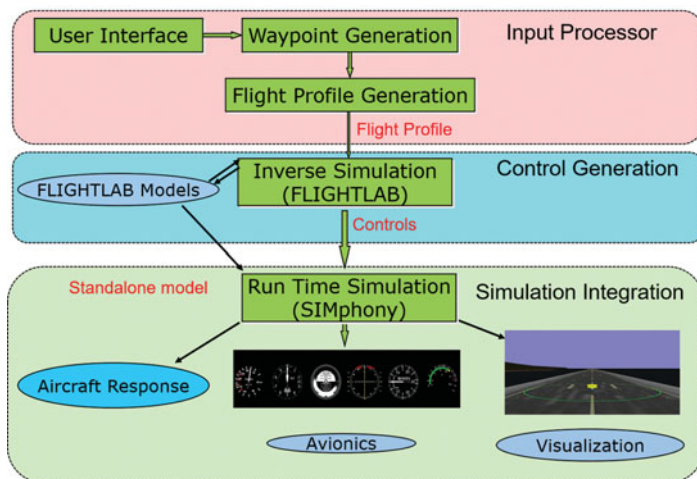 Input Processor
User Interface
Waypoint Generation
Flight Profile Generation
Flight Profile
Control Generation
FLIGHTLAB Models
Inverse Simulation
(FLIGHTLAB)
Controls
Simulation Integration
Standalone model
Run Time Simulation
(SIMphony)
Aircraft Response
Avionics
Visualization